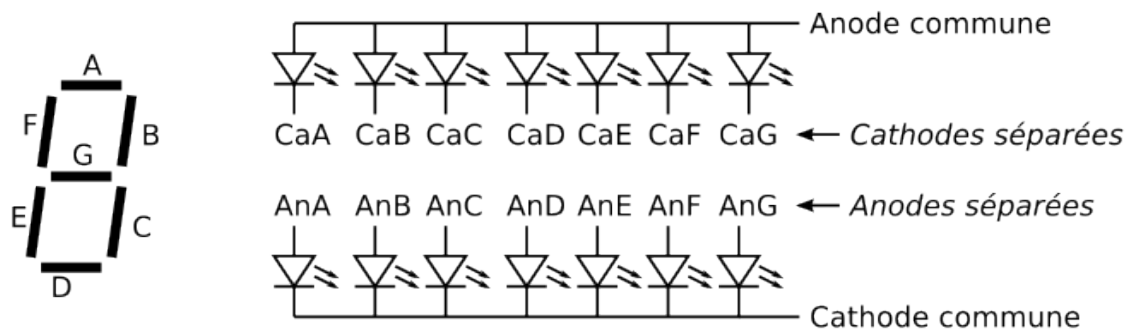 A
F
B
G
E
C
D
Anode commune
CaA CaB CaC CaD CaE CaF CaG
Cathodes séparées
AnA AnB AnC AnD AnE AnF AnG
Anodes séparées
Cathode commune